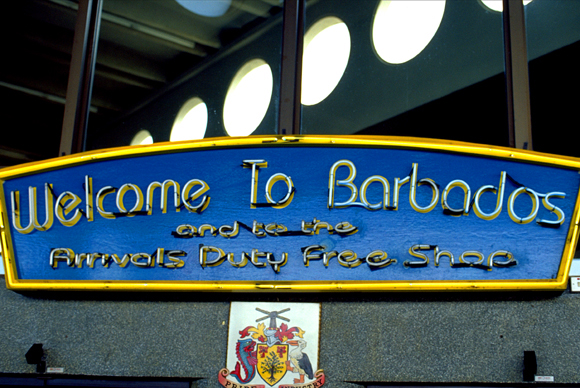 Welcome To Barbados
and to the
Arrivals Duty Free Shop